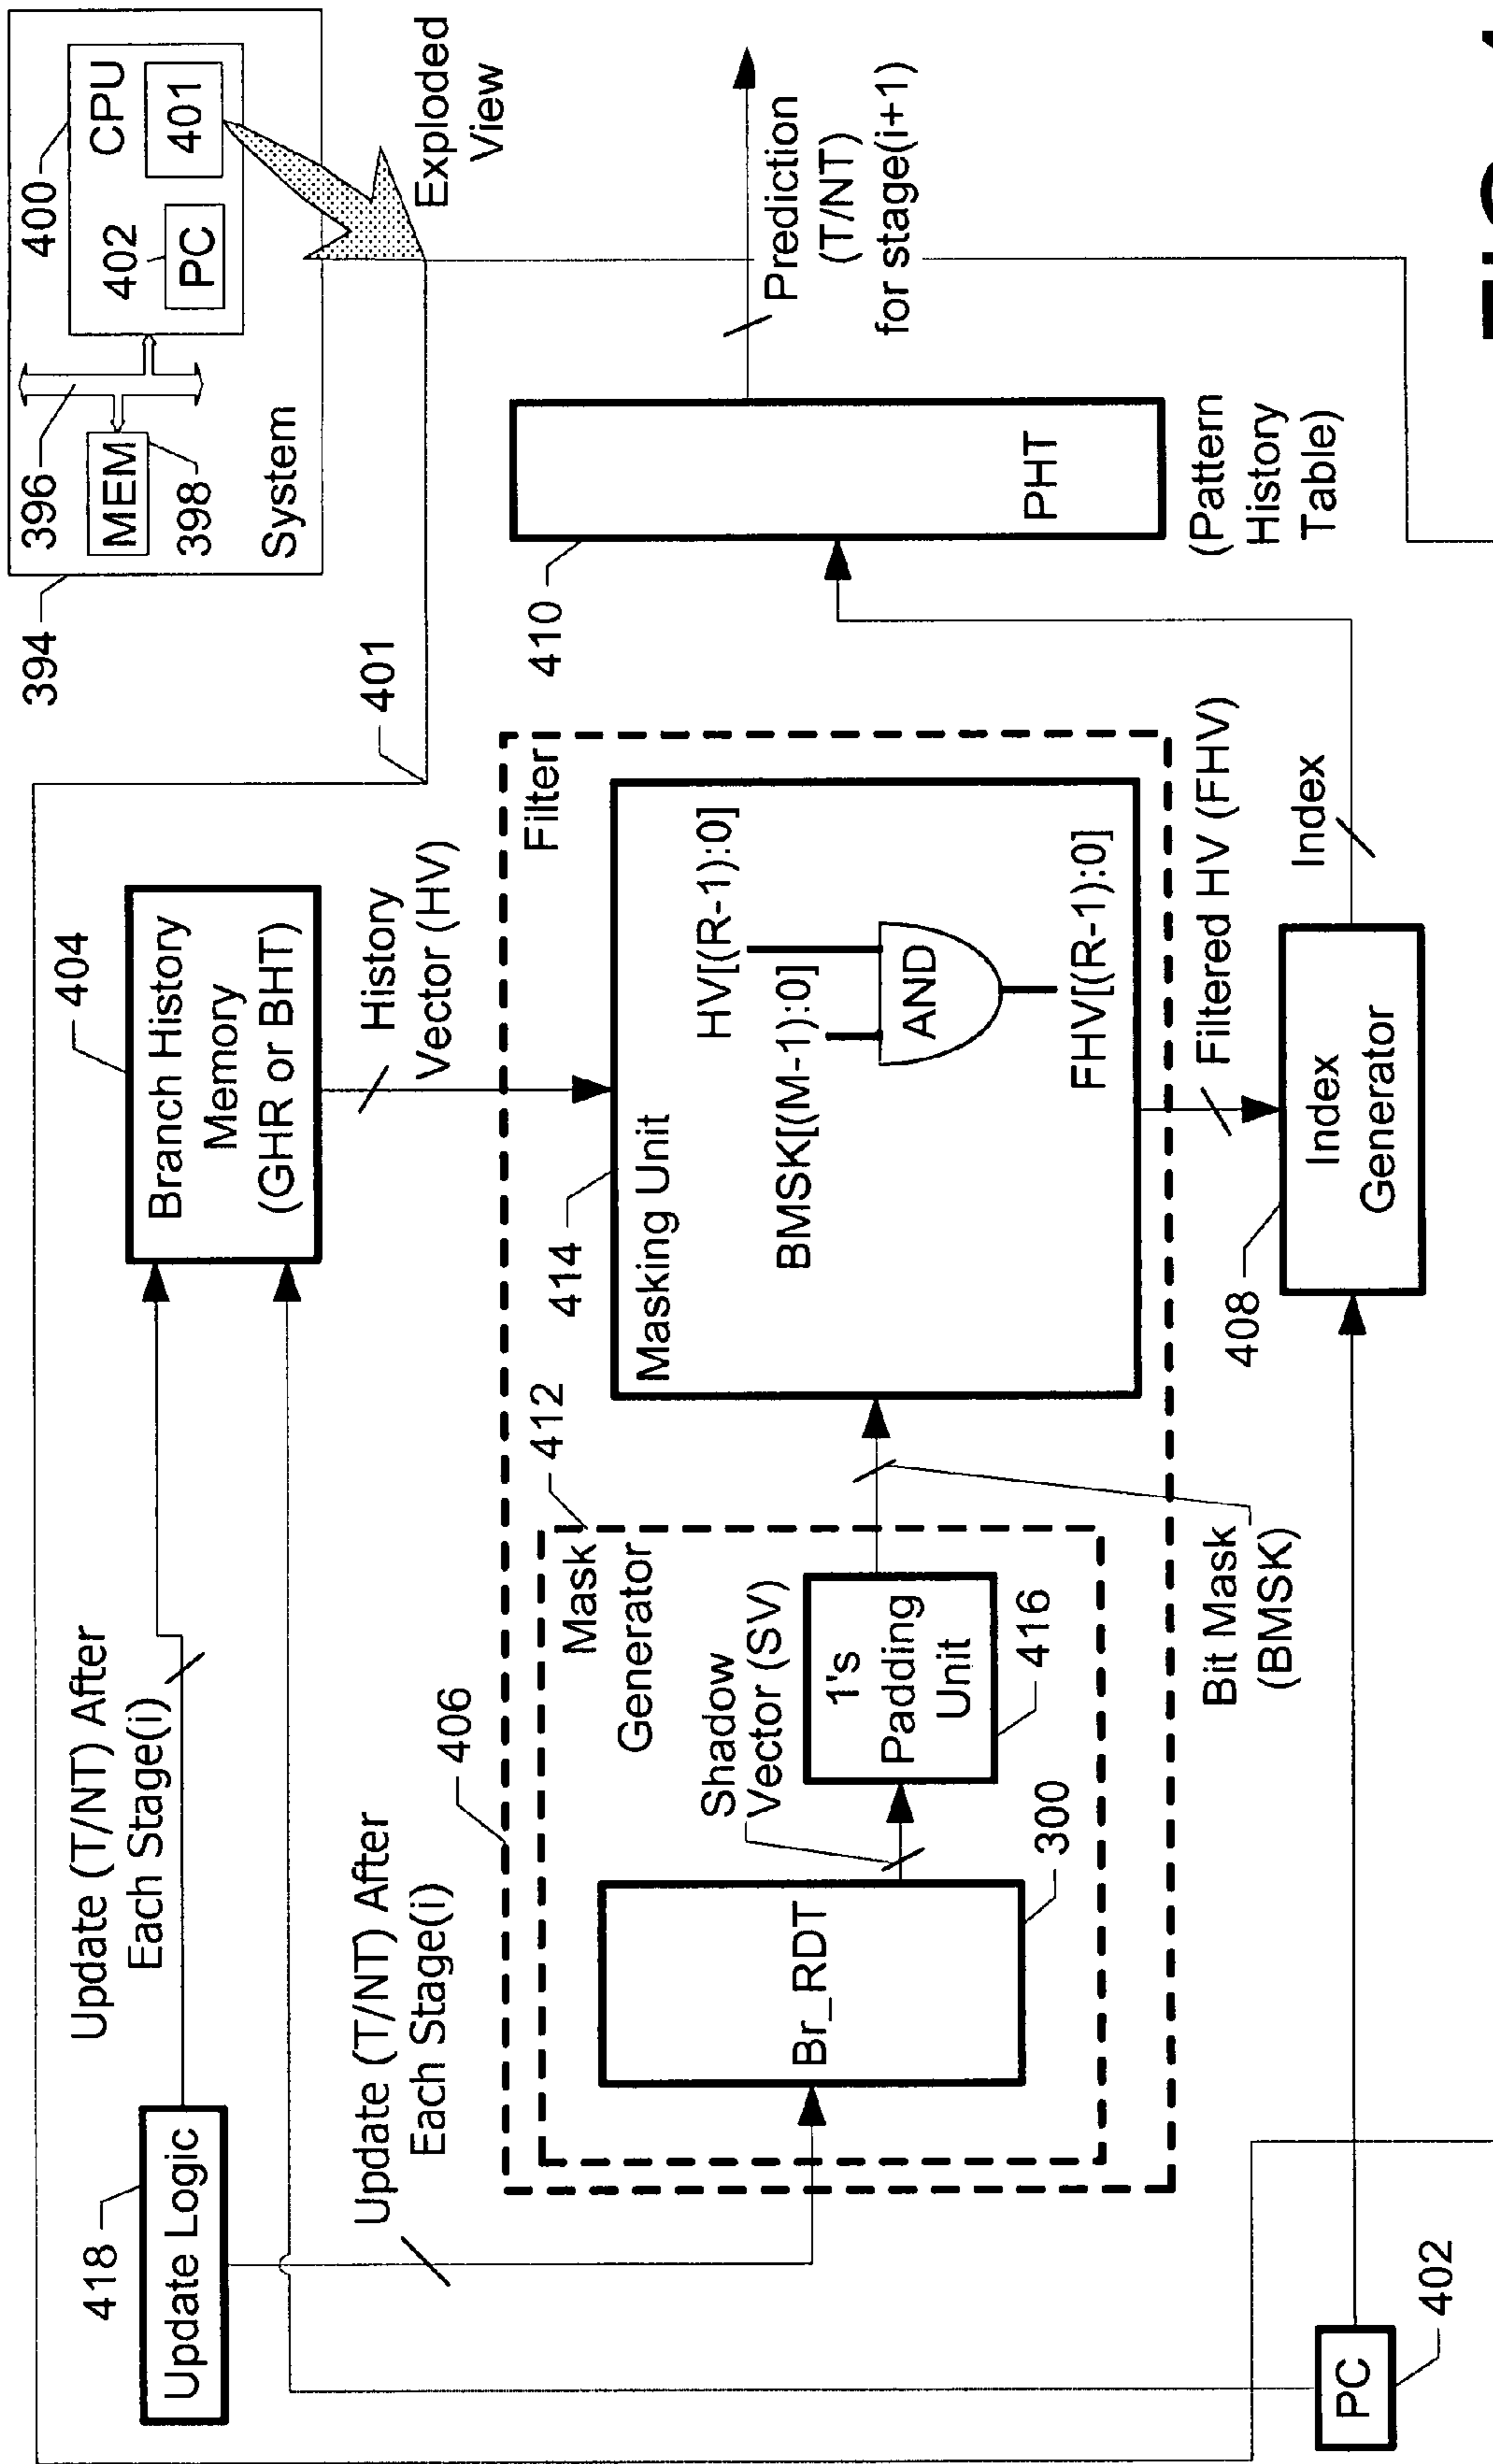 394
396
MEM
398
System
400
402
CPU
PC
401
Exploded
View
418
Update Logic
Update (T/NT) After
Each Stage(i)
404
Branch History
Memory
(GHR or BHT)
History
Vector (HV)
401
Update (T/NT) After
Each Stage(i)
406
Filter
412
Mask
Generator
Br_RDT
300
Shadow
Vector (SV)
1's
Padding
Unit
416
414
Masking Unit
HV[(R-1):0]
BMSK[(M-1):0]
AND
FHV[(R-1):0]
Bit Mask
(BMSK)
Filtered HV (FHV)
408
Index
Generator
Index
410
PHT
(Pattern
History
Table)
Prediction
(T/NT)
for stage(i+1)
PC
402